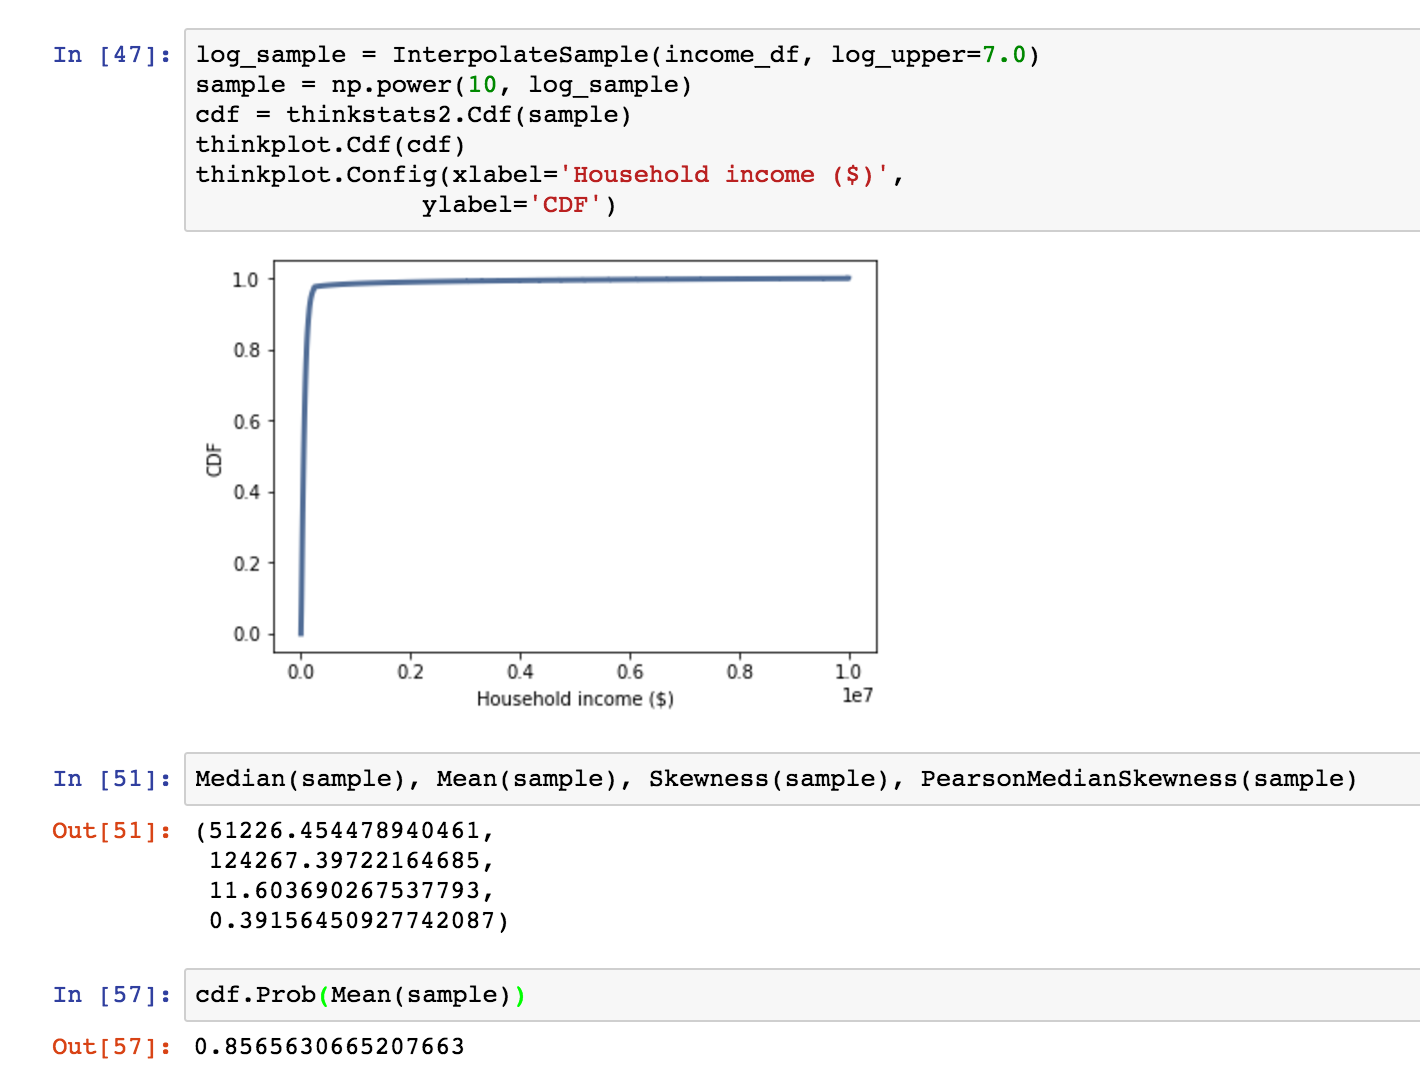 In [47]: log_sample = InterpolateSample(income_df, log_upper=7.0)
sample = np.power(10, log_sample)
cdf = thinkstats2.Cdf(sample)
thinkplot.Cdf(cdf)
thinkplot.Config(xlabel='Household income ($)',
ylabel='CDF')
1.0
0.8
0.6
0.4
0.2
0.0
CDF
0.0 0.2 0.4 0.6 0.8 1.0
1e7
Household income ($)
In [51]: Median(sample), Mean(sample), Skewness(sample), PearsonMedianSkewness(sample)
Out[51]: (51226.454478940461,
124267.39722164685,
11.603690267537793,
0.39156450927742087)
In [57]: cdf.Prob(Mean(sample))
Out[57]: 0.8565630665207663